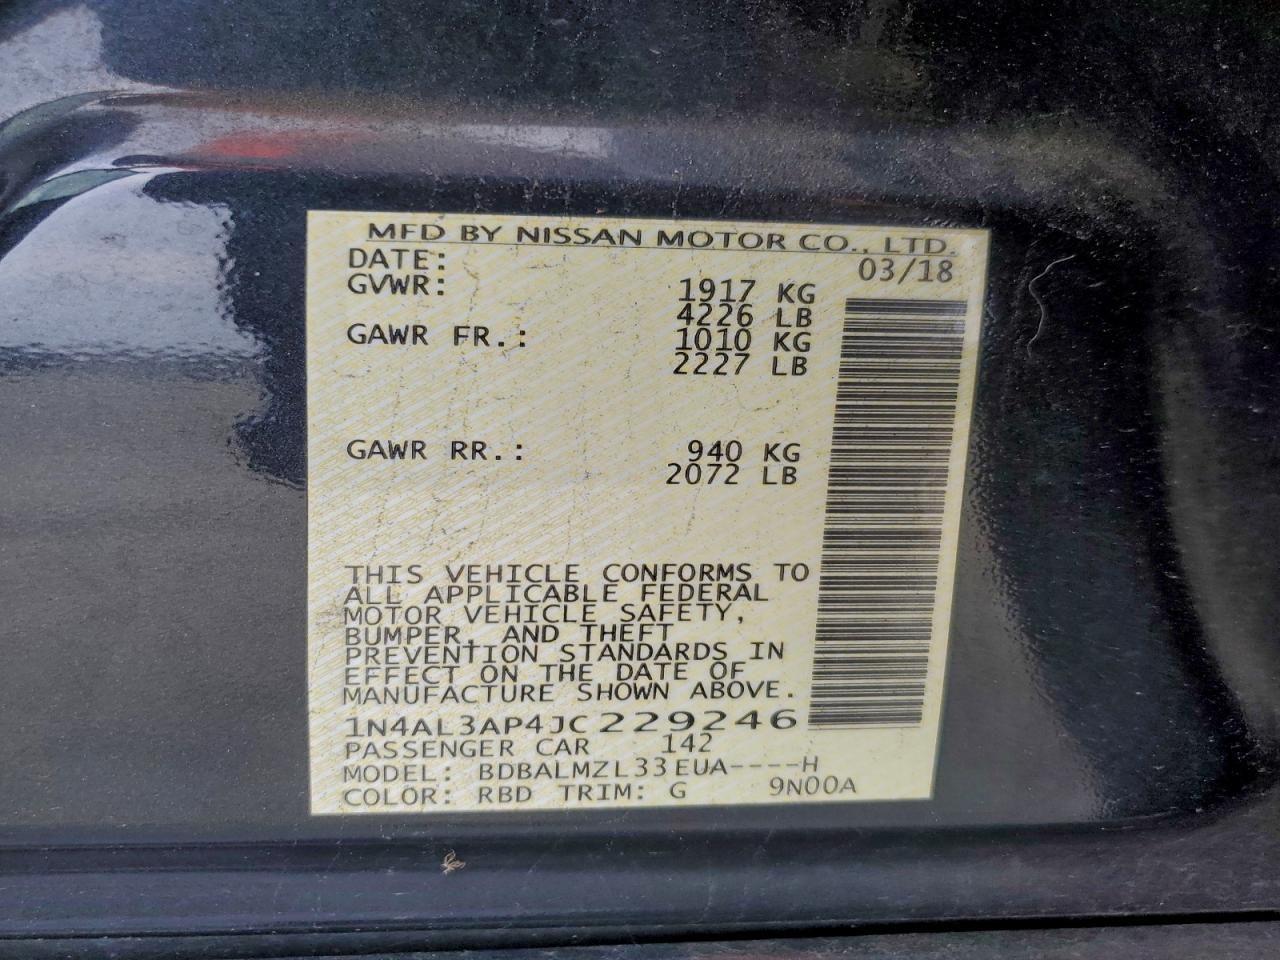 MFD BY NISSAN MOTOR CO., LTD.
DATE: 03/18
GVWR: 1917 KG
4226 LB
GAWR FR.: 1010 KG
2227 LB
GAWR RR.: 940 KG
2072 LB
THIS VEHICLE CONFORMS TO
ALL APPLICABLE FEDERAL
MOTOR VEHICLE SAFETY,
BUMPER, AND THEFT
PREVENTION STANDARDS IN
EFFECT ON THE DATE OF
MANUFACTURE SHOWN ABOVE.
1N4AL3AP4JC229246
PASSENGER CAR 142
MODEL: BDBALMZL33EUA----H
COLOR: RBD TRIM: G 9N00A